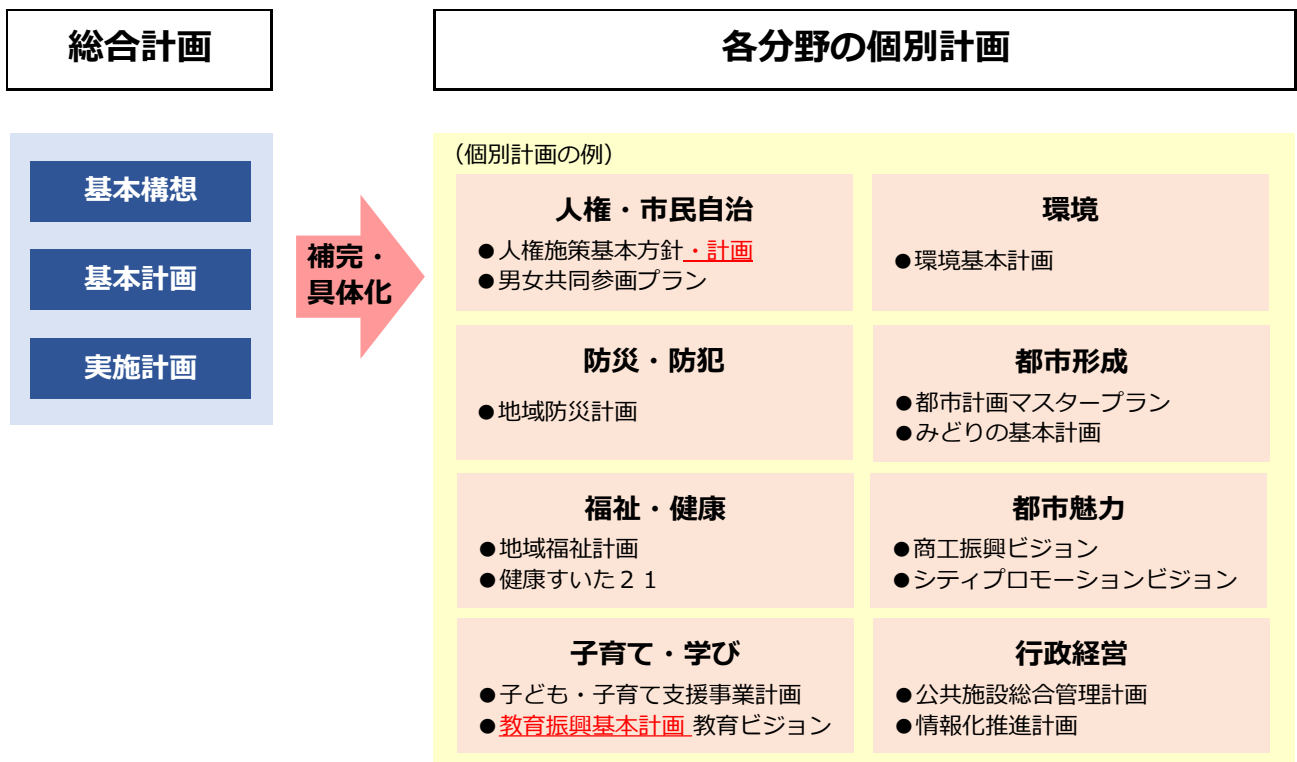 総合計画
各分野の個別計画
基本構想
基本計画
実施計画
補完・
具体化
（個別計画の例）
人権・市民自治
●人権施策基本方針・計画
●男女共同参画プラン
環境
●環境基本計画
防災・防犯
●地域防災計画
都市形成
●都市計画マスタープラン
●みどりの基本計画
福祉・健康
●地域福祉計画
●健康すいた２１
都市魅力
●商工振興ビジョン
●シティプロモーションビジョン
子育て・学び
●子ども・子育て支援事業計画
●教育振興基本計画 教育ビジョン
行政経営
●公共施設総合管理計画
●情報化推進計画